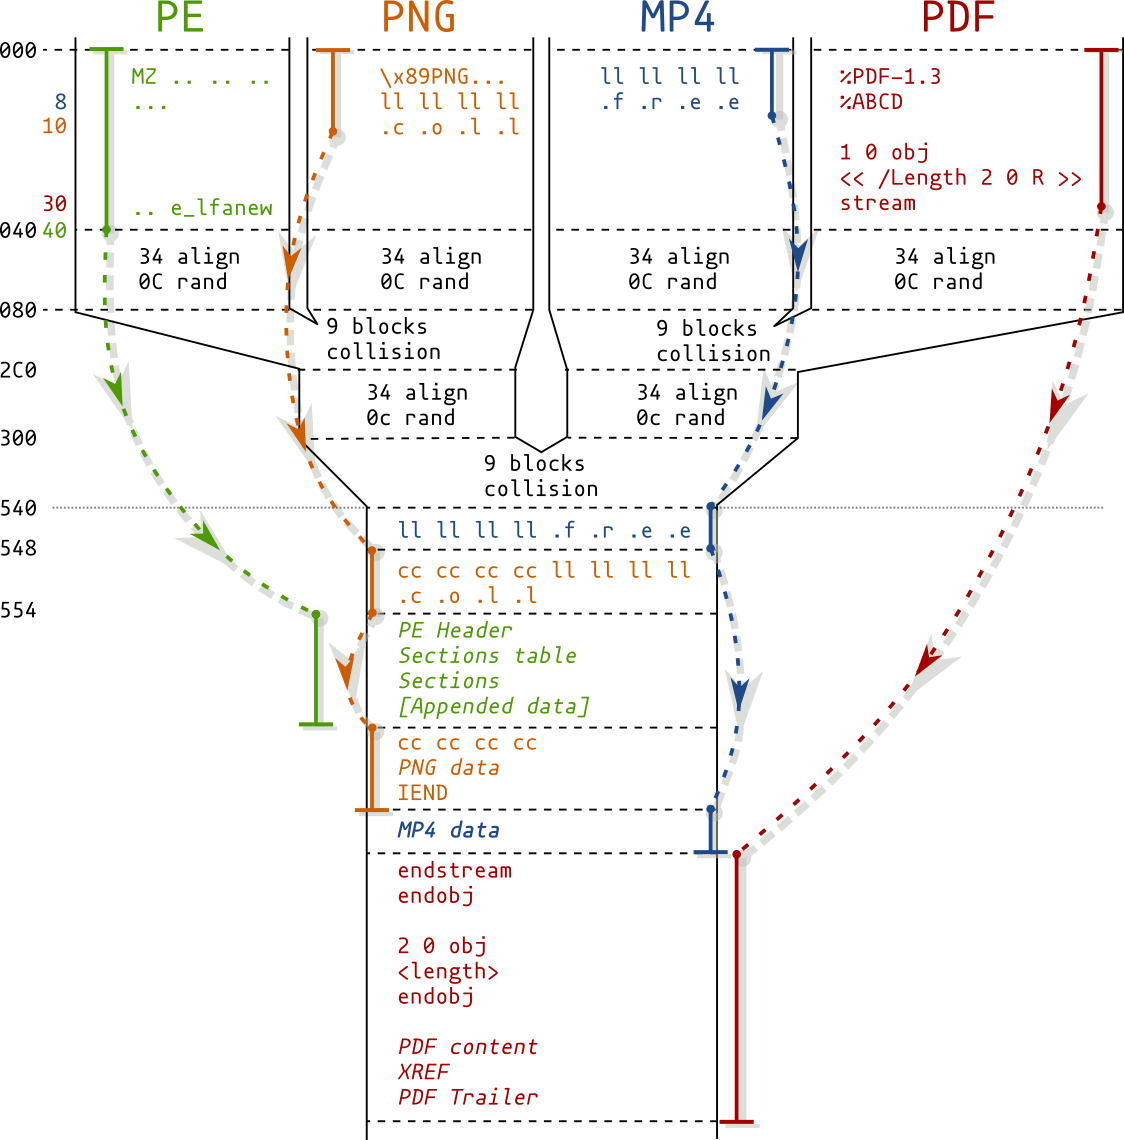 PE PNG MP4 PDF
000
MZ .. .. .. ..
...
.. e_lfanew
\x89PNG...
ll ll ll ll
.c .o .l .l
ll ll ll ll
.f .r .e .e
%PDF-1.3
%ABCD
1 0 obj
<< /Length 2 0 R >>
stream
8
10
30
040 40
34 align
0C rand
34 align
0C rand
34 align
0C rand
34 align
0C rand
080
9 blocks
collision
9 blocks
collision
2C0
34 align
0c rand
34 align
0c rand
300
9 blocks
collision
540
ll ll ll ll .f .r .e .e
548
cc cc cc cc ll ll ll ll
.c .o .l .l
554
PE Header
Sections table
Sections
[Appended data]
cc cc cc cc
PNG data
IEND
MP4 data
endstream
endobj
2 0 obj
<length>
endobj
PDF content
XREF
PDF Trailer